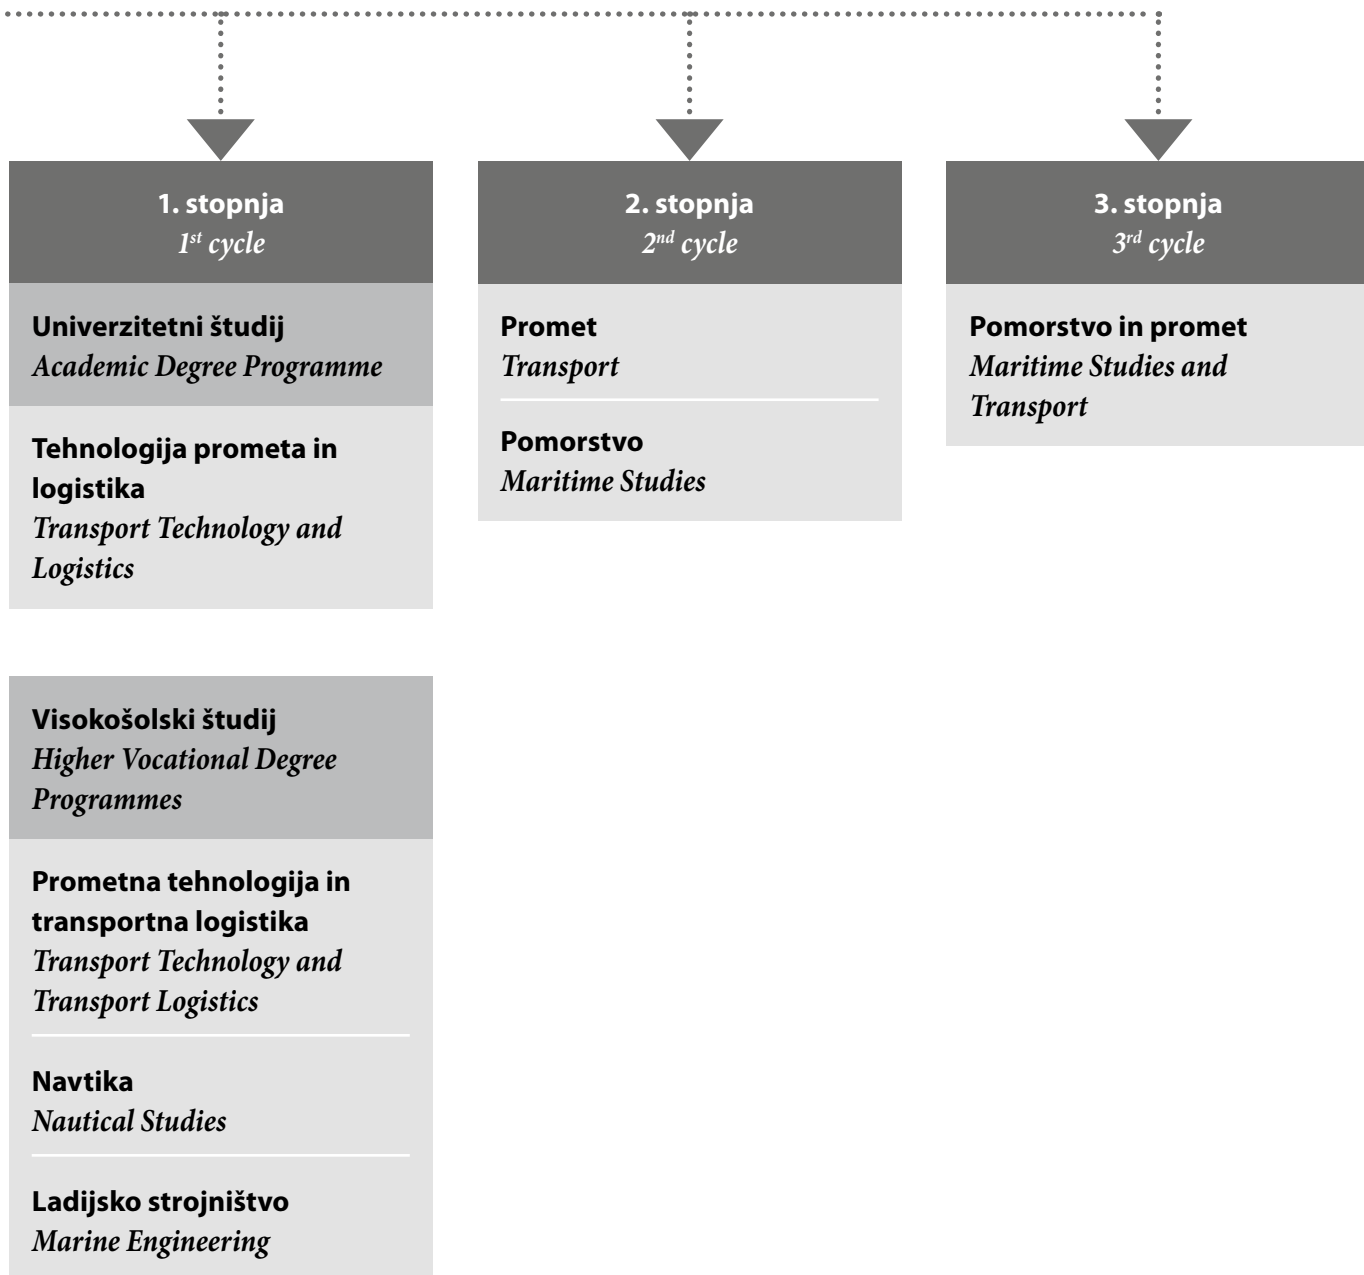 1. stopnja
1st cycle
Univerzitetni študij
Academic Degree Programme
Tehnologija prometa in
logistika
Transport Technology and
Logistics
Visokošolski študij
Higher Vocational Degree
Programmes
Prometna tehnologija in
transportna logistika
Transport Technology and
Transport Logistics
Navtika
Nautical Studies
Ladijsko strojništvo
Marine Engineering
2. stopnja
2nd cycle
Promet
Transport
Pomorstvo
Maritime Studies
3. stopnja
3rd cycle
Pomorstvo in promet
Maritime Studies and
Transport